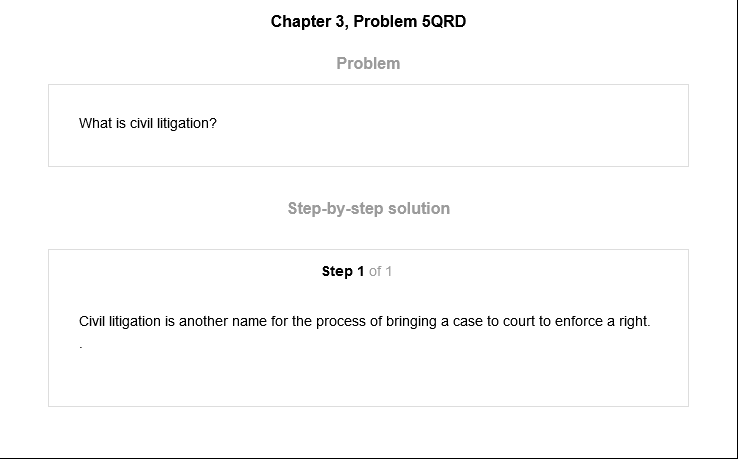 Chapter 3, Problem 5QRD
Problem
What is civil litigation?
Step-by-step solution
Step 1 of 1
Civil litigation is another name for the process of bringing a case to court to enforce a right.
.